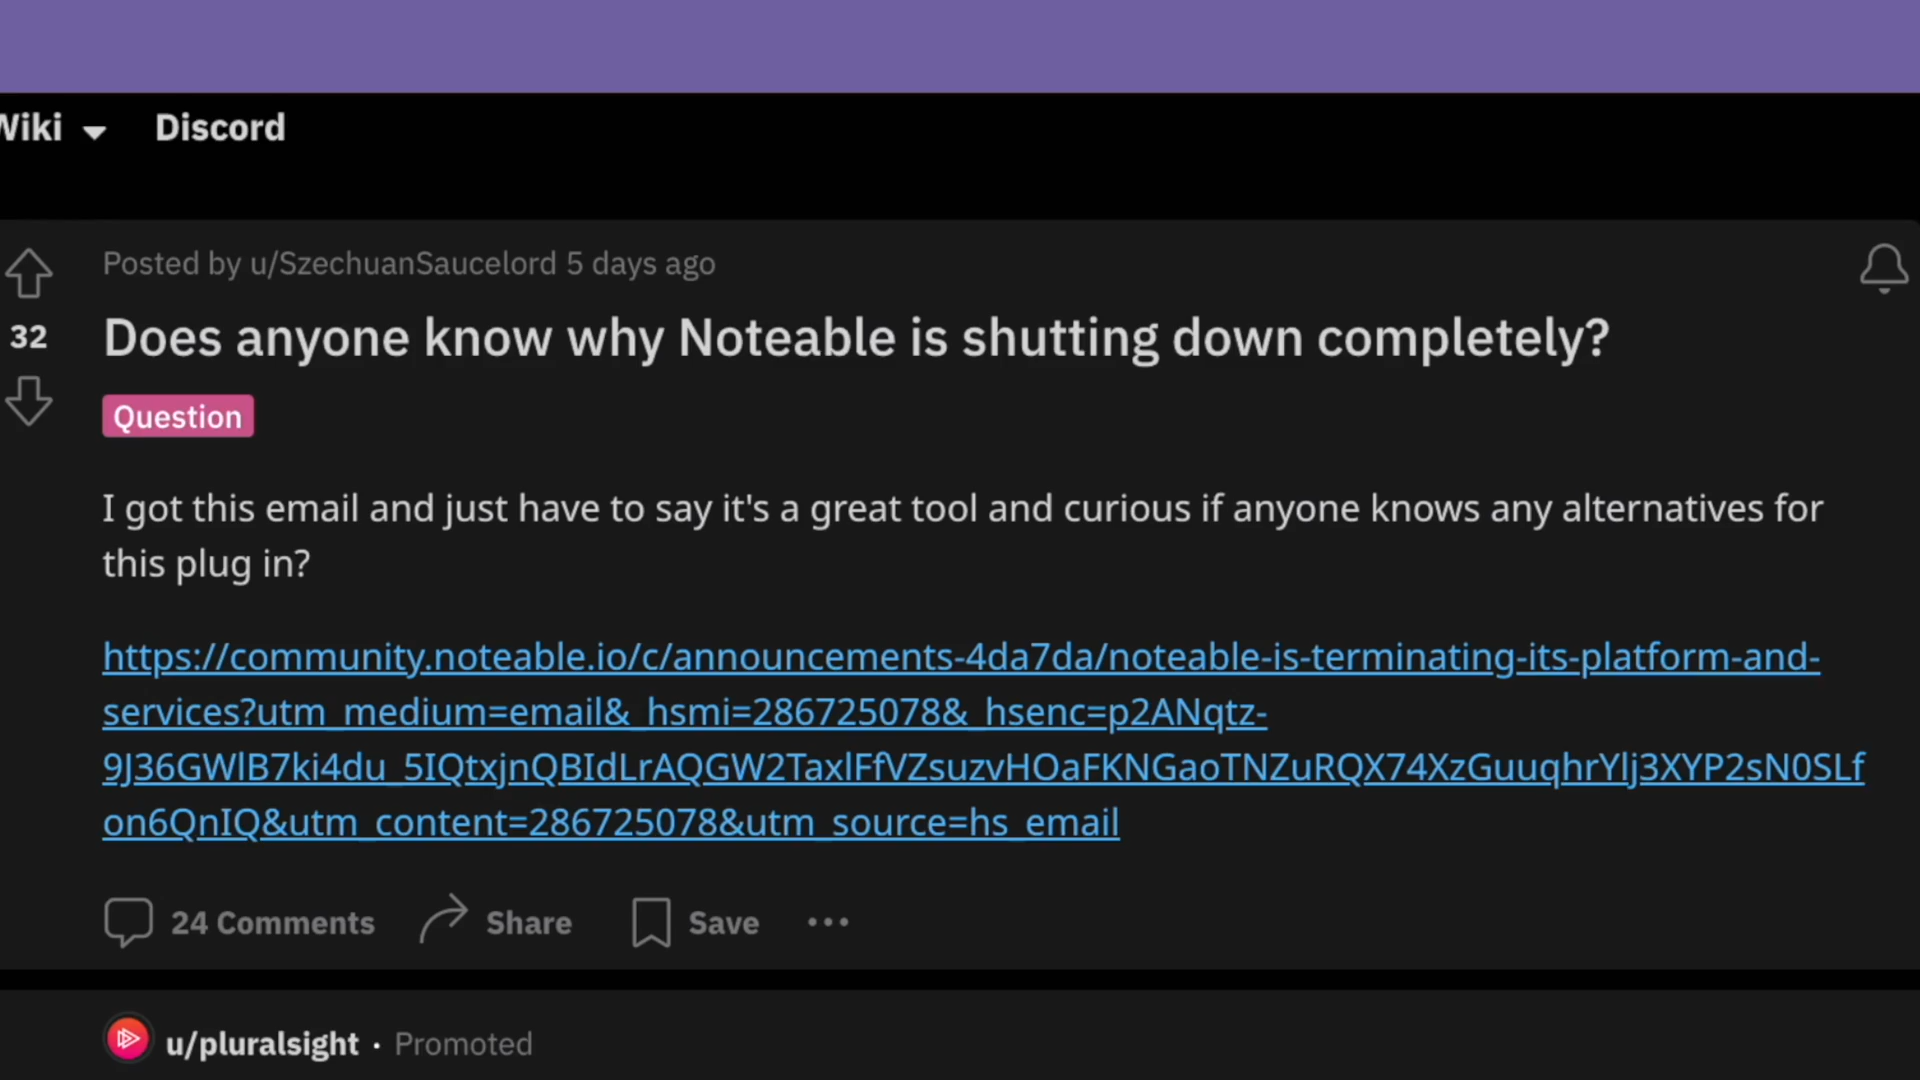 Wiki Discord
Posted by u/SzechuanSaucelord 5 days ago
32
Does anyone know why Noteable is shutting down completely?
Question
I got this email and just have to say it's a great tool and curious if anyone knows any alternatives for
this plug in?
https://community.noteable.io/c/announcements-4da7da/noteable-is-terminating-its-platform-and-
services?utm_medium=email&_hsmi=286725078&_hsenc=p2ANqtz-
9J36GWlB7ki4du_5IQtxjnQBIdLrAQGW2TaxlFfVZsuzvHOaFKNGaoTNZuRQX74XzGuuqhrYlj3XYP2sN0SLf
on6QnIQ&utm_content=286725078&utm_source=hs_email
24 Comments Share Save
u/pluralsight · Promoted